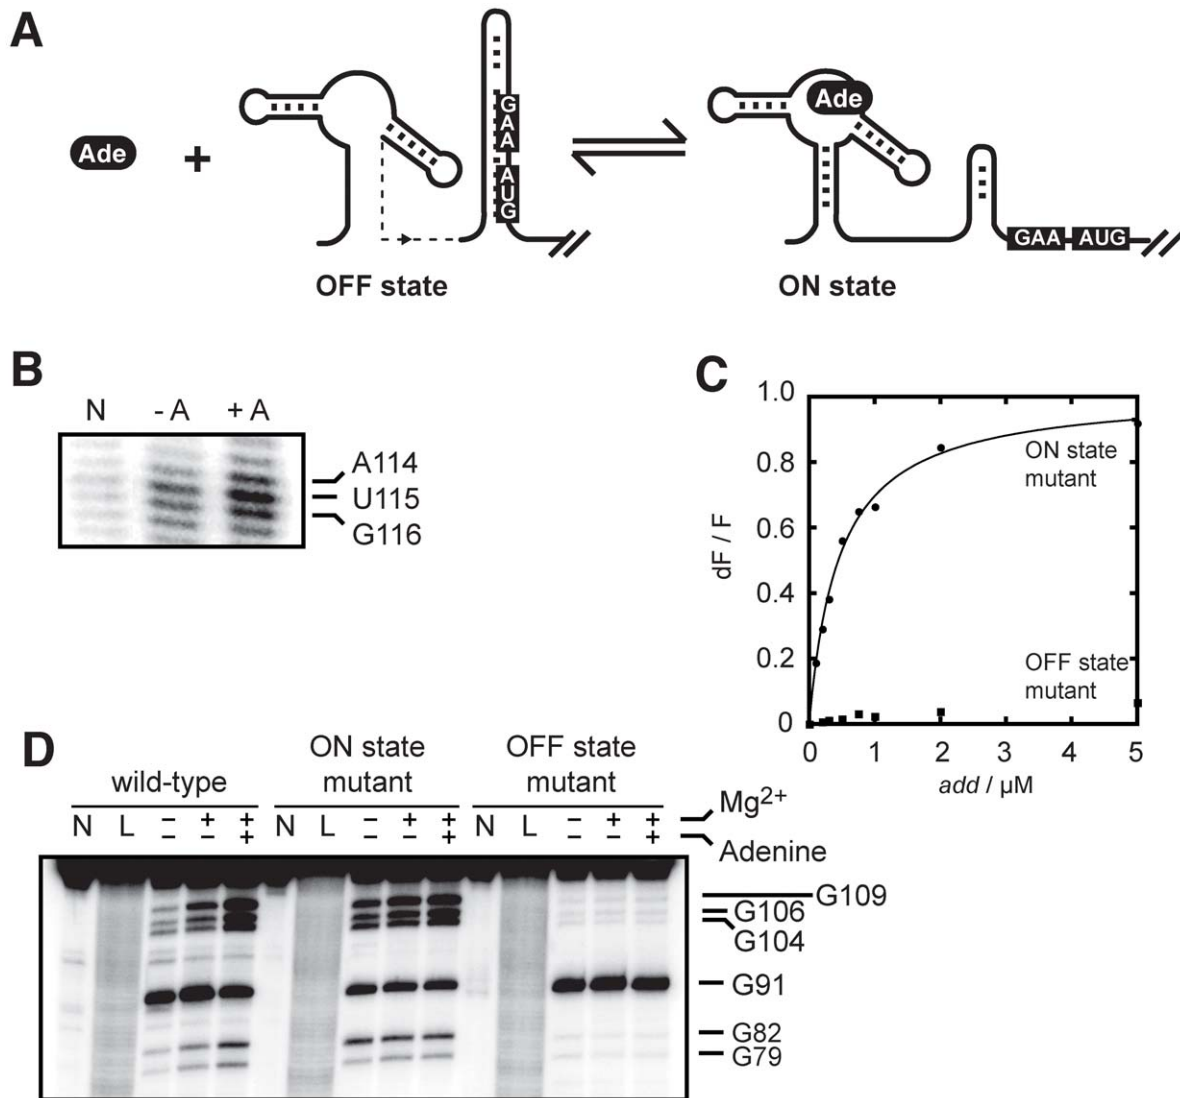 A
Ade
+
GAA
AUG
Ade
GAA AUG
OFF state
ON state
B
N - A + A
A114
U115
G116
C
1.0
0.8
0.6
0.4
0.2
0
dF / F
ON state
mutant
OFF state
mutant
0 1 2 3 4 5
add / µM
D
wild-type
ON state
mutant
OFF state
mutant
N L − + + N L − + + N L − + + Mg2+
− − + − − + − − + Adenine
G109
G106
G104
G91
G82
G79